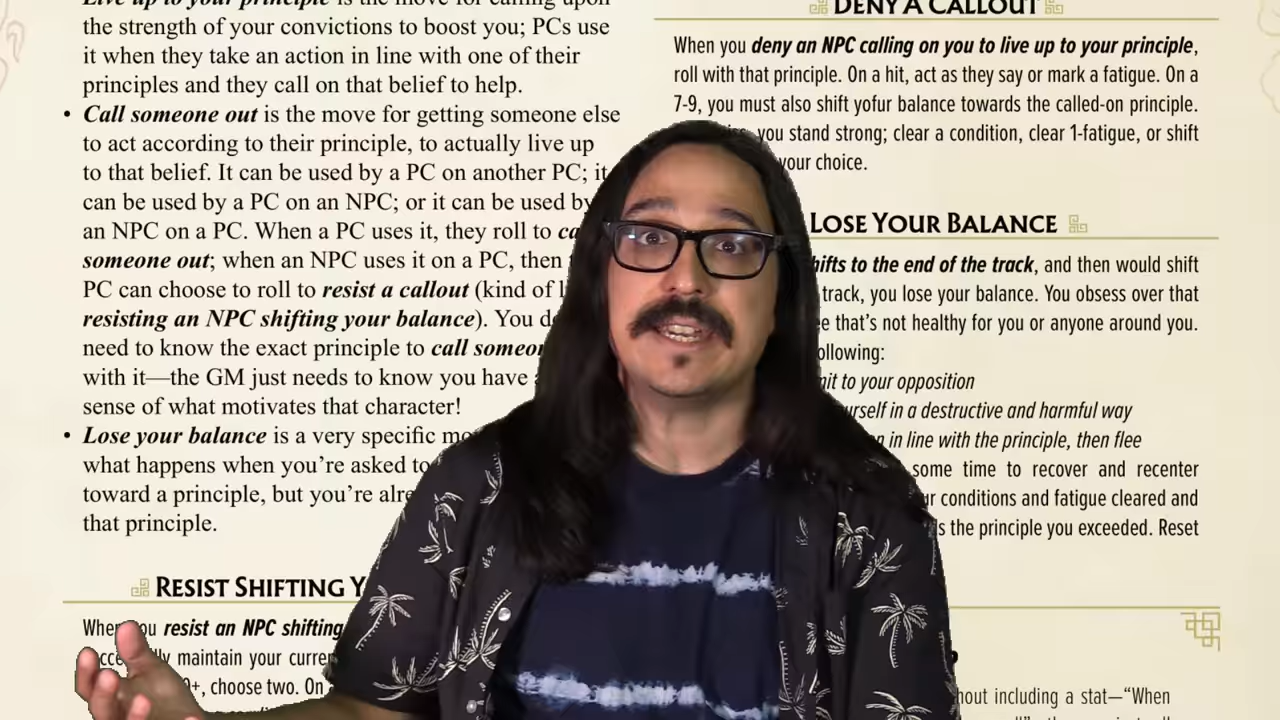 Live up to your principle is the move for calling upon
the strength of your convictions to boost you; PCs use
it when they take an action in line with one of their
principles and they call on that belief to help.
• Call someone out is the move for getting someone else
to act according to their principle, to actually live up
to that belief. It can be used by a PC on another PC; it
can be used by a PC on an NPC; or it can be used by
an NPC on a PC. When a PC uses it, they roll to
someone out; when an NPC uses it on a PC, then
PC can choose to roll to resist a callout (kind of
resisting an NPC shifting your balance). You
need to know the exact principle to call
with it—the GM just needs to know you have
sense of what motivates that character!
• Lose your balance is a very specific
what happens when you're asked to
toward a principle, but you're
that principle.
RESIST SHIFTING
When you resist an NPC shifting
maintain your
choose two. On
DENY A CALLOUT
When you deny an NPC calling on you to live up to your principle,
roll with that principle. On a hit, act as they say or mark a fatigue. On a
7-9, you must also shift yofur balance towards the called-on principle.
you stand strong; clear a condition, clear 1-fatigue, or shift
your choice.
LOSE YOUR BALANCE
to the end of the track, and then would shift
track, you lose your balance. You obsess over that
that's not healthy for you or anyone around you.
to your opposition
in a destructive and harmful way
in line with the principle, then flee
some time to recover and recenter
conditions and fatigue cleared and
the principle you exceeded. Reset
including a stat—“When